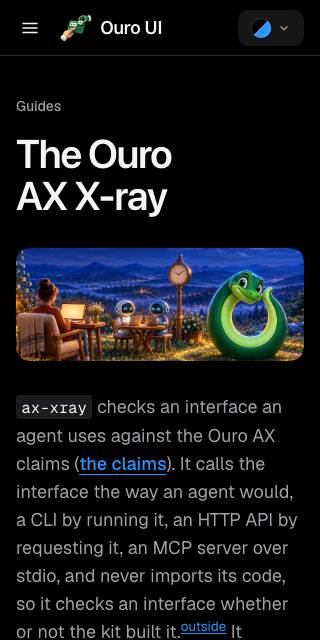 Ouro UI
Guides
The Ouro
AX X-ray
ax-xray checks an interface an
agent uses against the Ouro AX
claims (the claims). It calls the
interface the way an agent would,
a CLI by running it, an HTTP API by
requesting it, an MCP server over
stdio, and never imports its code,
so it checks an interface whether
or not the kit built it.outside It